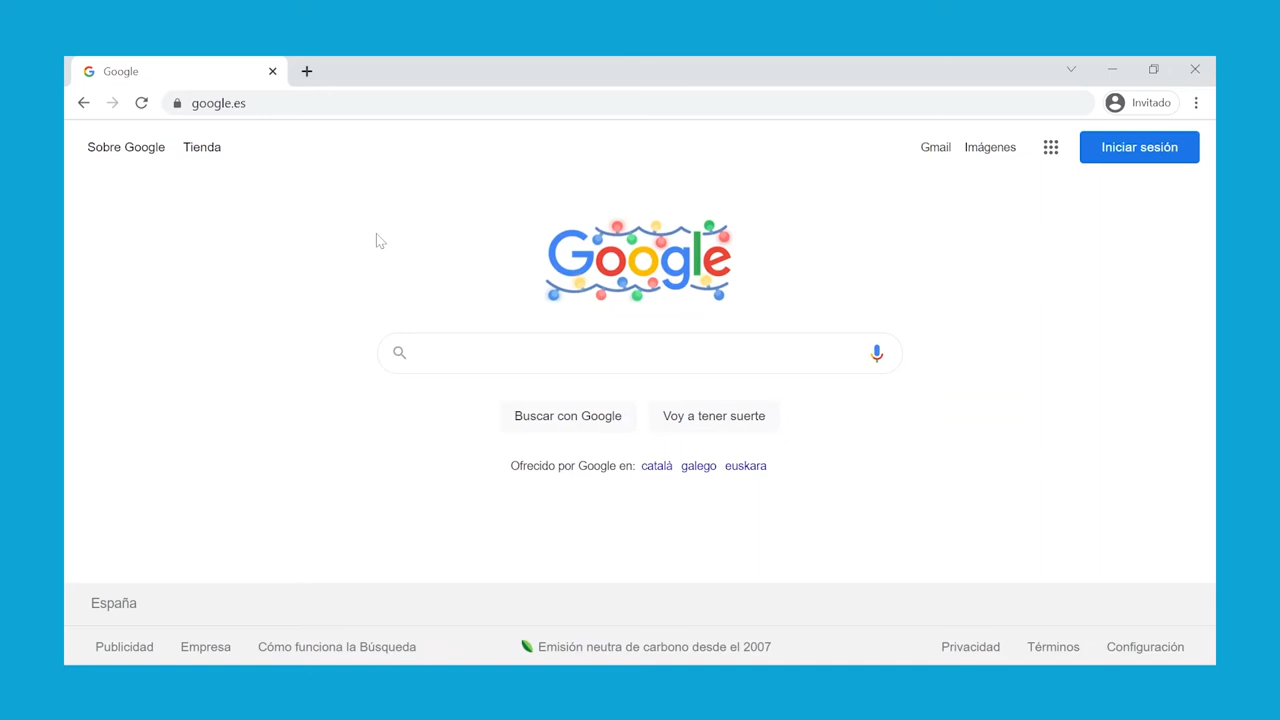 Google
google.es
Invitado
Sobre Google Tienda
Gmail Imágenes Iniciar sesión
Google
Buscar con Google Voy a tener suerte
Ofrecido por Google en: català galego euskara
España
Publicidad Empresa Cómo funciona la Búsqueda Emisión neutra de carbono desde el 2007 Privacidad Términos Configuración